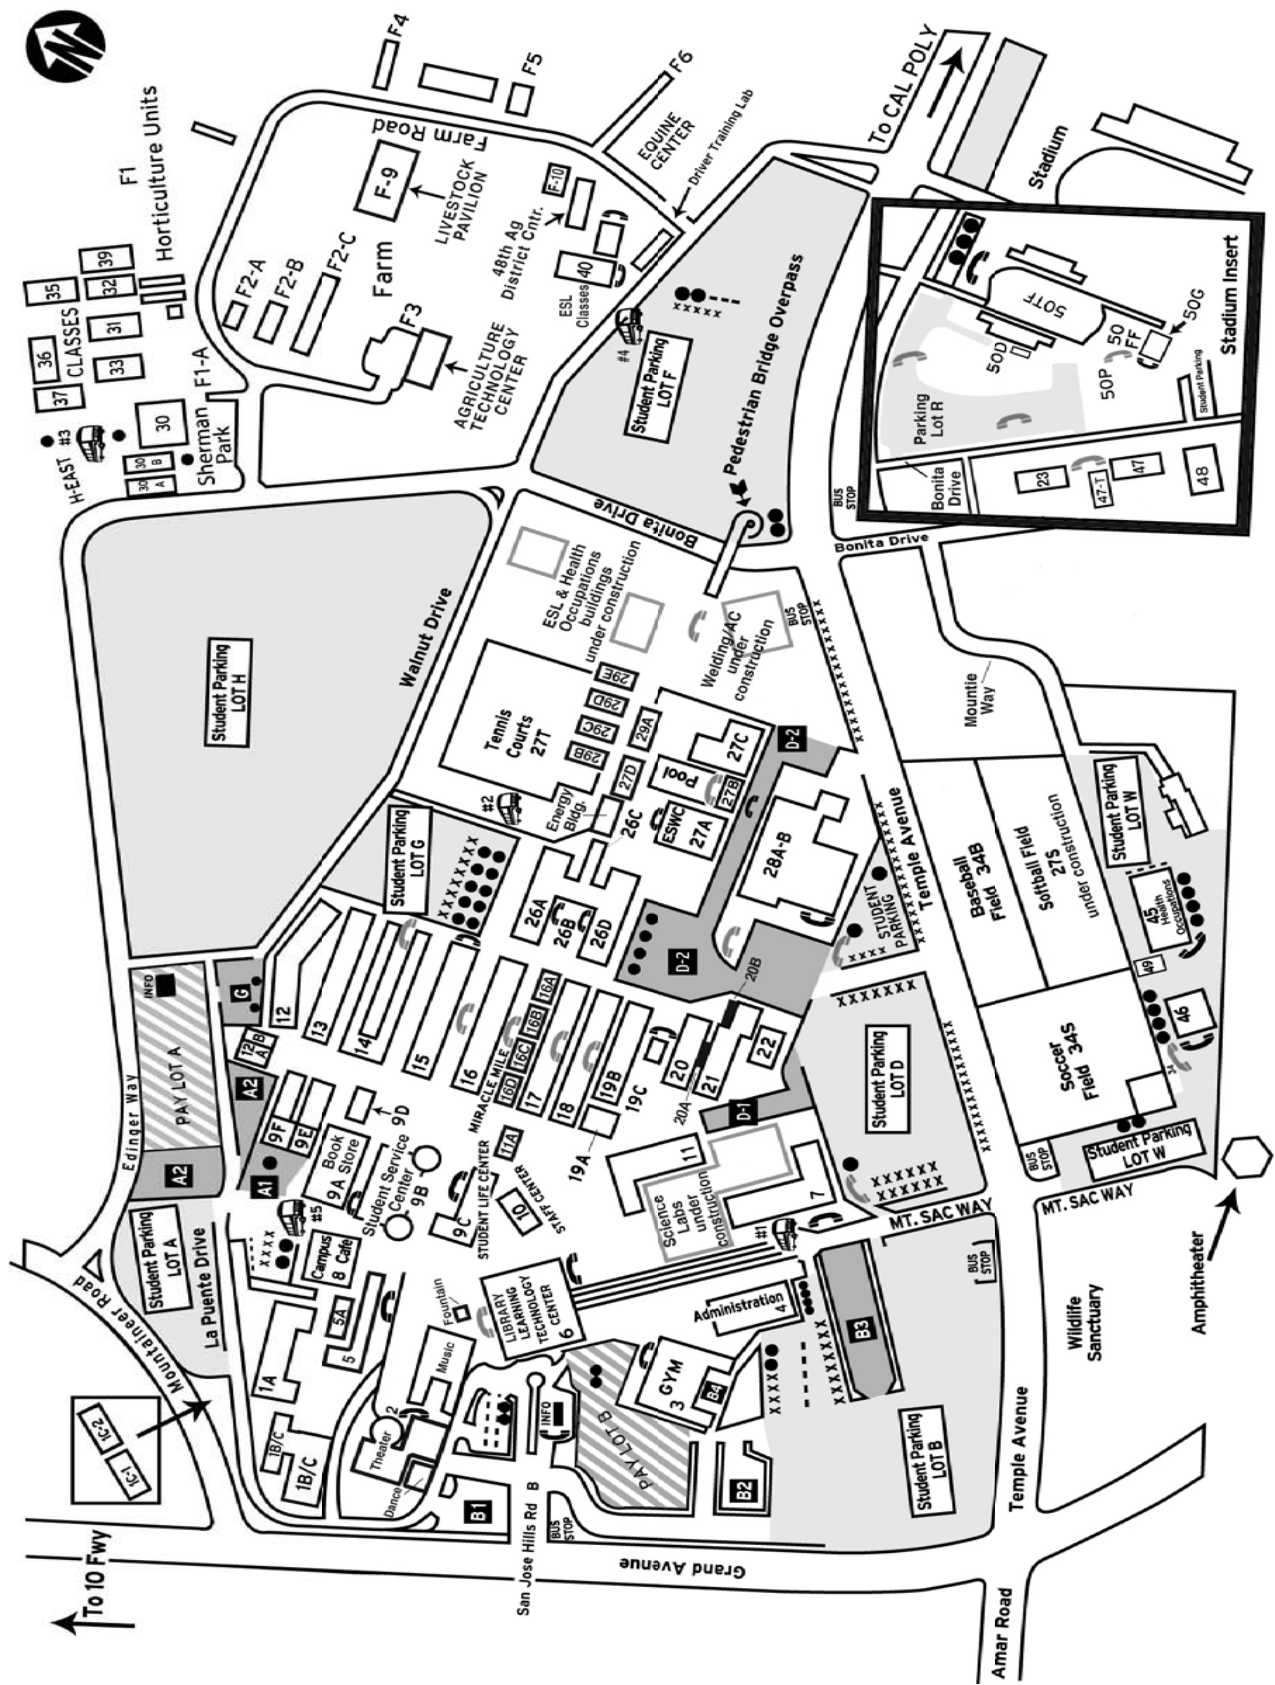 N
F4
F5
F6
Farm Road
F1
Horticulture Units
EQUINE
CENTER
Driver Training Lab
To CAL POLY
Stadium
F-9
LIVESTOCK
PAVILION
F-10
48th Ag
District Cntr.
ESL
Classes
40
F2-A
F2-B
F2-C
Farm
F3
AGRICULTURE
TECHNOLOGY
CENTER
35
39
32
36
CLASSES
31
37
33
F1-A
30
Sherman
Park
H-EAST #3
30
B
30
A
#4
Student Parking
LOT F
Pedestrian Bridge Overpass
Bonita Drive
50TF
50D
50
FF
50G
50P
Stadium Insert
Student Parking
Parking
Lot R
Bonita
Drive
23
47-T
47
48
BUS
STOP
Bonita Drive
Student Parking
LOT H
Walnut Drive
ESL & Health
Occupations
buildings
under construction
Welding/AC
under
construction
BUS
STOP
Tennis
Courts
27T
29E
29D
29C
29B
29A
27D
Pool
27C
27B
ESWC
27A
D-2
#2
Energy
Bldg.
26C
26A
26B
26D
28A-B
D-2
STUDENT
PARKING
Temple Avenue
Mountie
Way
Baseball
Field 34B
Softball Field
27S
under construction
Student Parking
LOT W
45
Health
Occupations
49
46
Soccer
Field 34S
Student Parking
LOT W
BUS
STOP
MT. SAC WAY
Amphitheater
Student Parking
LOT G
xxxxxxxx
INFO
PAY LOT A
Edinger Way
G
12
12
A
B
13
14
15
16
MIRACLE MILE
16A
16B
16C
16D
17
18
19B
19C
19A
20
20A
20B
21
22
D-1
Student Parking
LOT D
xxxxxxx
A2
A2
A1
9F
9E
9D
Book
9A Store
Student Service
Center
9B
#5
9C
STUDENT LIFE CENTER
11A
STAFF CENTER
10
11
Science
Labs
under
construction
7
#1
MT. SAC WAY
BUS
STOP
Student Parking
LOT A
La Puente Drive
Mountaineer Road
xxxx
Campus
8 Cafe
5A
5
1A
1B/C
1B/C
1C-2
1C-1
Fountain
LIBRARY
LEARNING
TECHNOLOGY
CENTER
6
Music
2
Theater
Dance
Administration
4
GYM
3
B4
B3
PAY LOT B
INFO
B1
B2
San Jose Hills Rd B
BUS
STOP
Student Parking
LOT B
Wildlife
Sanctuary
Temple Avenue
Grand Avenue
To 10 Fwy
Amar Road